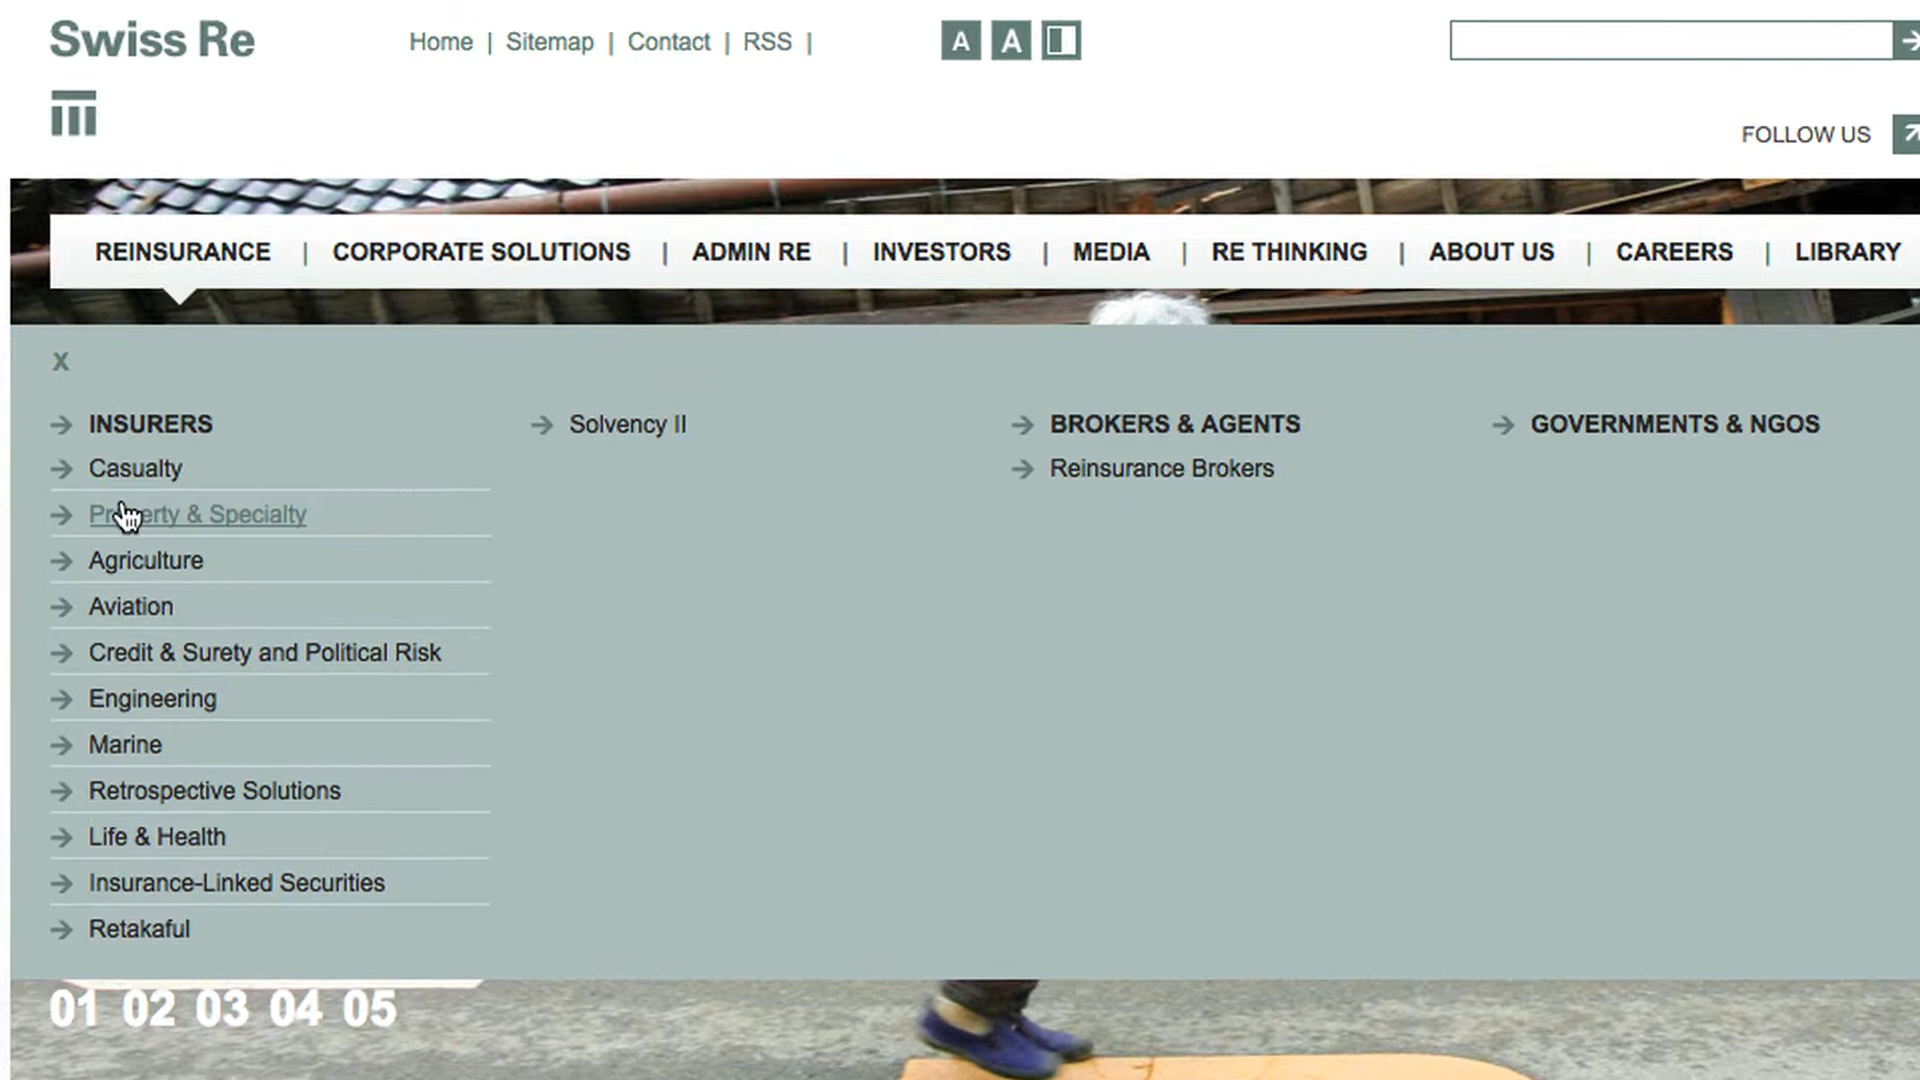 Swiss Re
Home | Sitemap | Contact | RSS |
A A
FOLLOW US
REINSURANCE | CORPORATE SOLUTIONS | ADMIN RE | INVESTORS | MEDIA | RE THINKING | ABOUT US | CAREERS | LIBRARY
X
INSURERS
Casualty
Property & Specialty
Agriculture
Aviation
Credit & Surety and Political Risk
Engineering
Marine
Retrospective Solutions
Life & Health
Insurance-Linked Securities
Retakaful
Solvency II
BROKERS & AGENTS
Reinsurance Brokers
GOVERNMENTS & NGOS
01 02 03 04 05